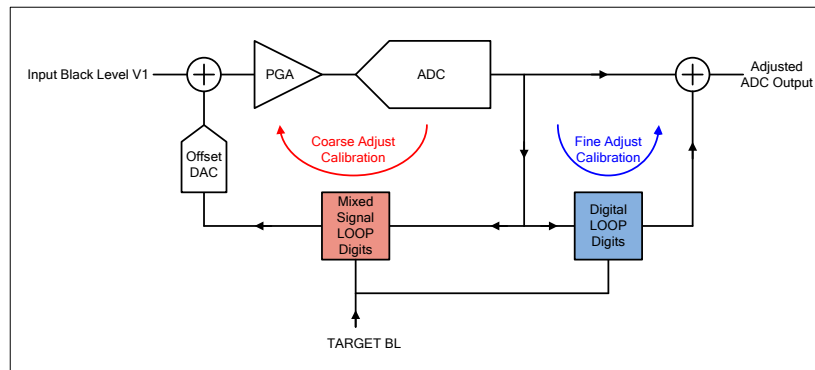 Input Black Level V1
PGA
ADC
Adjusted
ADC Output
Coarse Adjust
Calibration
Fine Adjust
Calibration
Offset
DAC
Mixed
Signal
LOOP
Digits
Digital
LOOP
Digits
TARGET BL